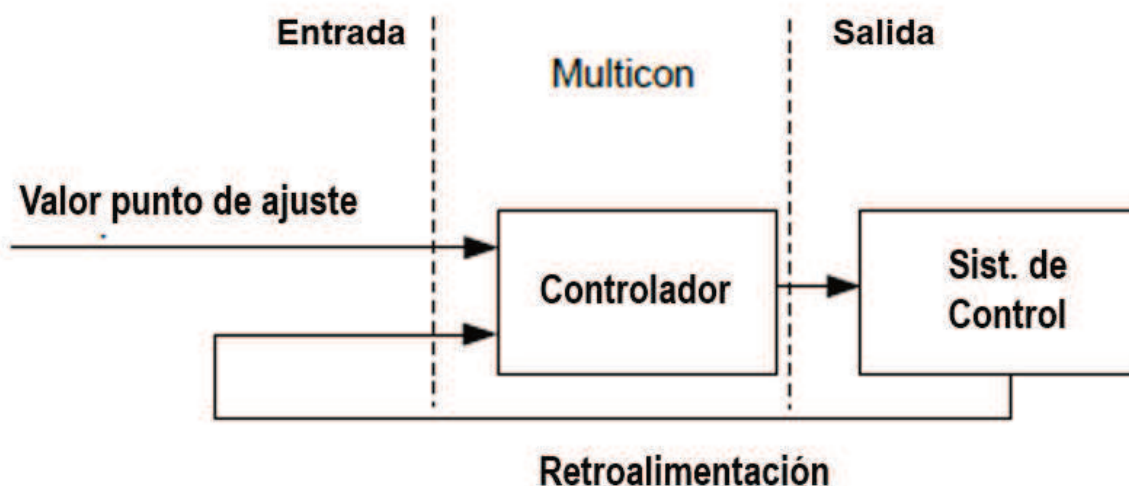 Entrada
Salida
Multicon
Valor punto de ajuste
Controlador
Sist. de
Control
Retroalimentación